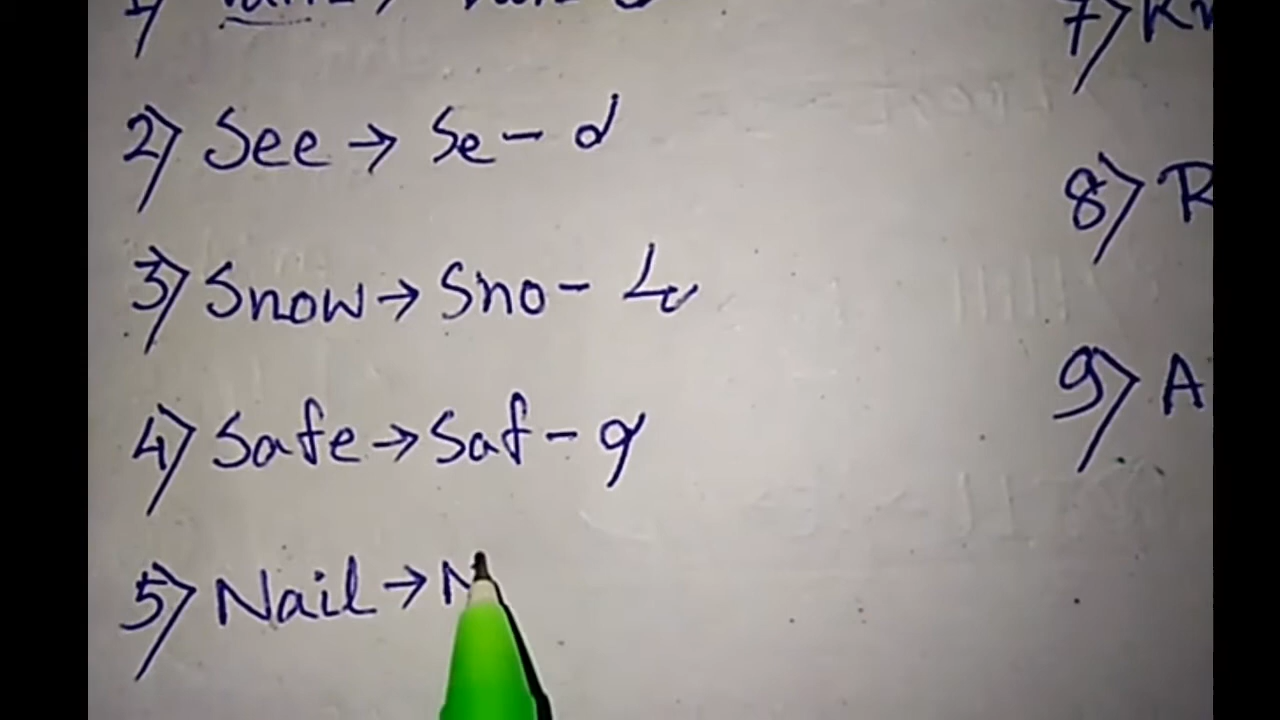 2) See → Se - d
3) Snow → Sno -
4) Safe → Saf - q
5) Nail → N
7)
8) R
9) A